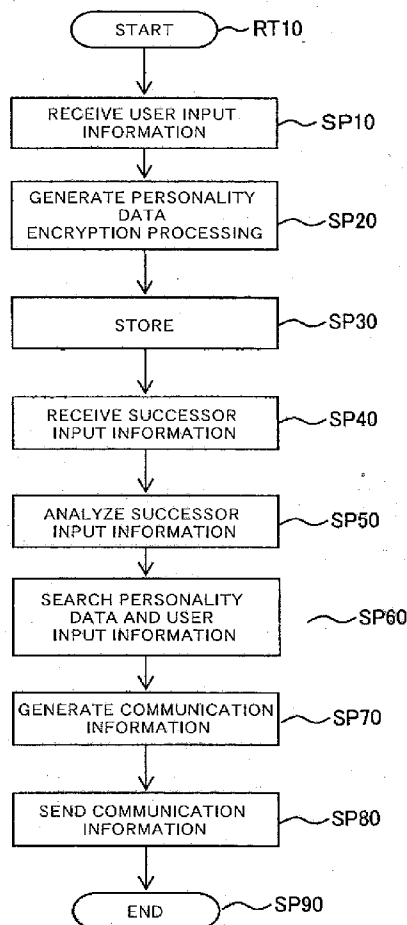 START
RT10
RECEIVE USER INPUT
INFORMATION
SP10
GENERATE PERSONALITY
DATA
ENCRYPTION PROCESSING
SP20
STORE
SP30
RECEIVE SUCCESSOR
INPUT INFORMATION
SP40
ANALYZE SUCCESSOR
INPUT INFORMATION
SP50
SEARCH PERSONALITY
DATA AND USER
INPUT INFORMATION
SP60
GENERATE COMMUNICATION
INFORMATION
SP70
SEND COMMUNICATION
INFORMATION
SP80
END
SP90